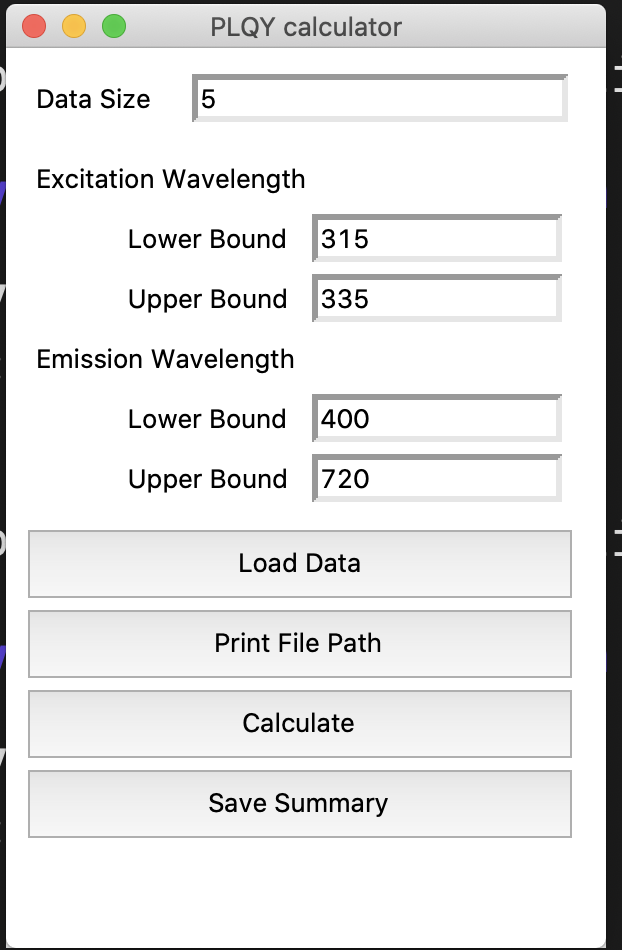 PLQY calculator
Data Size 5
Excitation Wavelength
Lower Bound 315
Upper Bound 335
Emission Wavelength
Lower Bound 400
Upper Bound 720
Load Data
Print File Path
Calculate
Save Summary